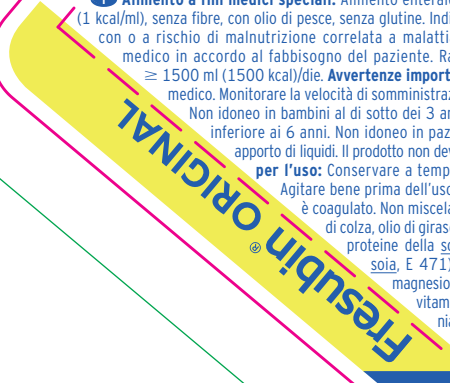 Alimento a fini medici speciali: Alimento enterale
(1 kcal/ml), senza fibre, con olio di pesce, senza glutine. Indi
con o a rischio di malnutrizione correlata a malatti
medico in accordo al fabbisogno del paziente. Ra
≥ 1500 ml (1500 kcal)/die. Avvertenze import
medico. Monitorare la velocità di somministraz
Non idoneo in bambini al di sotto dei 3 an
inferiore ai 6 anni. Non idoneo in paz
apporto di liquidi. Il prodotto non dev
per l'uso: Conservare a temp
Agitare bene prima dell'uso
è coagulato. Non miscela
di colza, olio di giraso
proteine della so
soia, E 471)
magnesio
vitam
nia
Fresubin® ORIGINAL